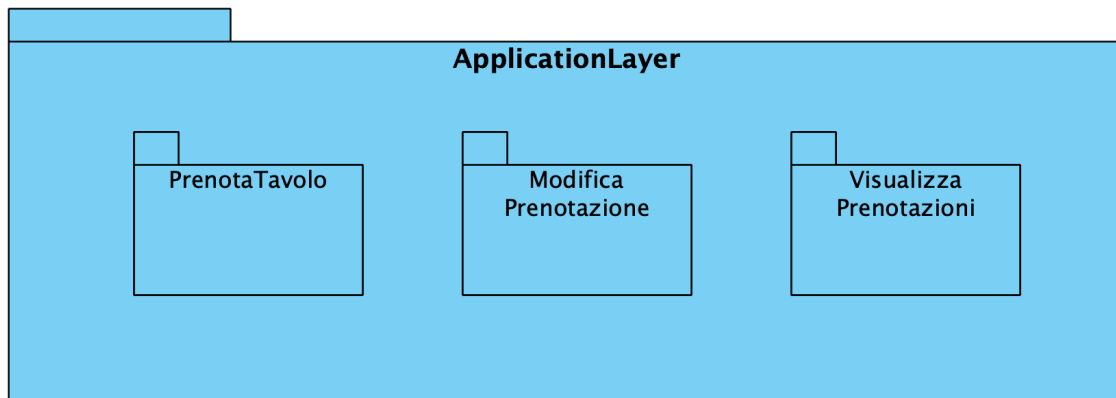 ApplicationLayer
PrenotaTavolo
Modifica
Prenotazione
Visualizza
Prenotazioni